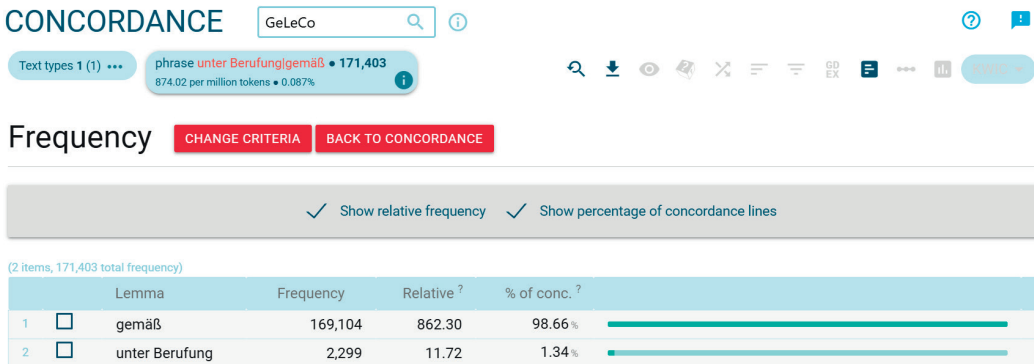 CONCORDANCE GeLeCo
Text types 1 (1) •••
phrase unter Berufung|gemäß • 171,403
874.02 per million tokens • 0.087%
GD
EX
Frequency CHANGE CRITERIA BACK TO CONCORDANCE
Show relative frequency Show percentage of concordance lines
(2 items, 171,403 total frequency)
Lemma Frequency Relative ? % of conc. ?
1 gemäß 169,104 862.30 98.66 %
2 unter Berufung 2,299 11.72 1.34 %